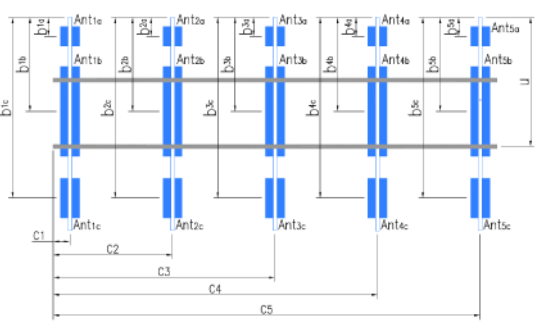 Ant1a Ant2a Ant3a Ant4a Ant5a
b1a b2a b3a b4a b5a
Ant1b Ant2b Ant3b Ant4b Ant5b
b1b b2b b3b b4b b5b
u
b1c b2c b3c b4c b5c
Ant1c Ant2c Ant3c Ant4c Ant5c
C1
C2
C3
C4
C5